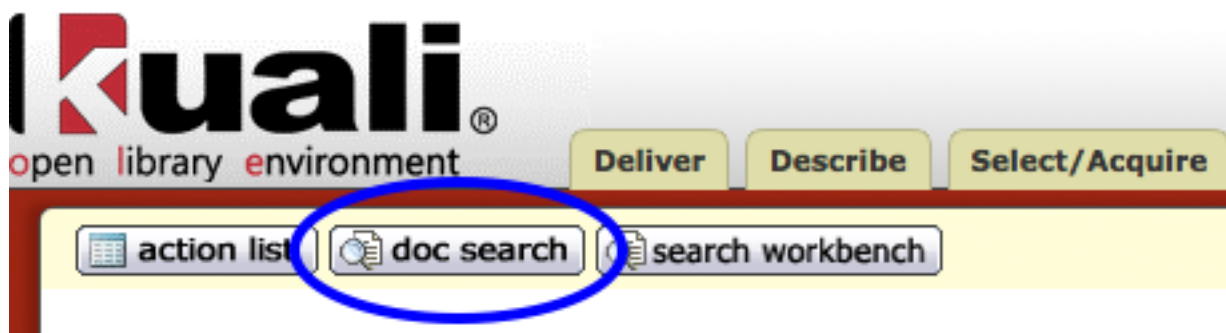 kuali®
open library environment
Deliver Describe Select/Acquire
action list doc search search workbench